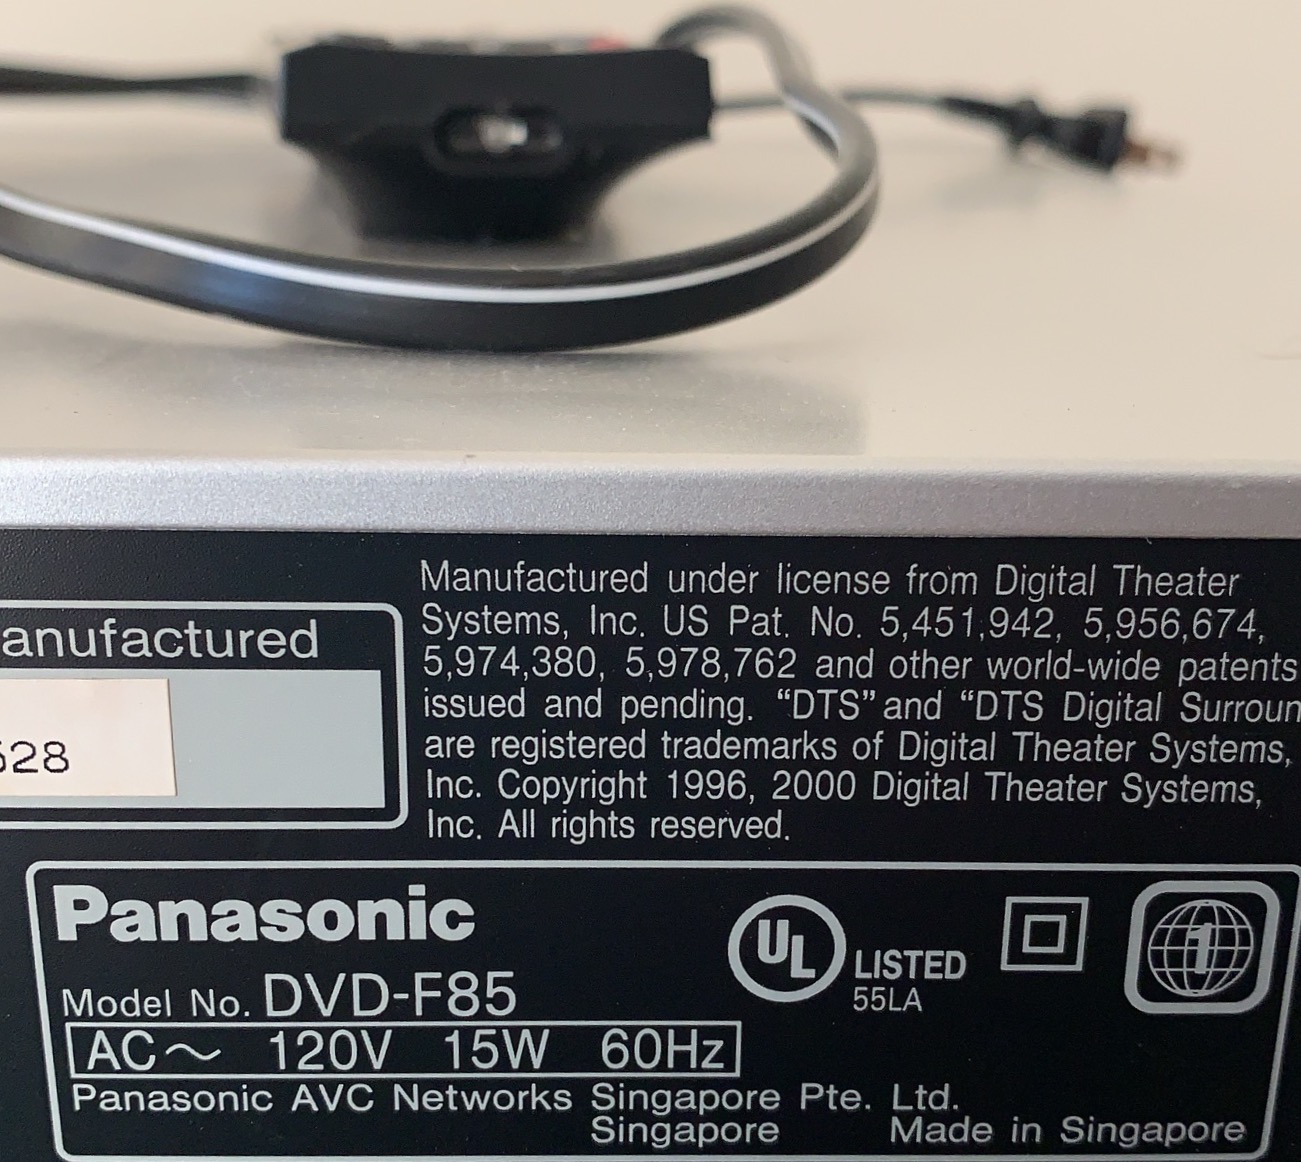 Manufactured under license from Digital Theater
Systems, Inc. US Pat. No. 5,451,942, 5,956,674,
5,974,380, 5,978,762 and other world-wide patents
issued and pending. “DTS” and “DTS Digital Surroun
are registered trademarks of Digital Theater Systems,
Inc. Copyright 1996, 2000 Digital Theater Systems,
Inc. All rights reserved.
anufactured
28
Panasonic
Model No. DVD-F85
AC～ 120V 15W 60Hz
UL LISTED
55LA
1
Panasonic AVC Networks Singapore Pte. Ltd.
Singapore Made in Singapore